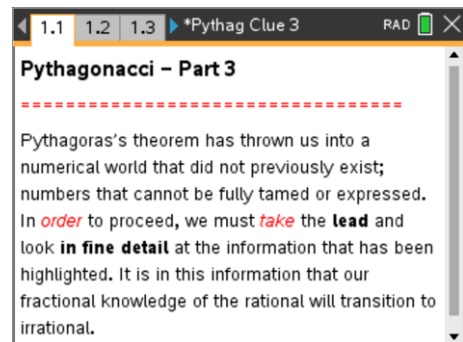 1.1 1.2 1.3 *Pythag Clue 3 RAD
Pythagonacci – Part 3
==================================
Pythagoras's theorem has thrown us into a
numerical world that did not previously exist;
numbers that cannot be fully tamed or expressed.
In order to proceed, we must take the lead and
look in fine detail at the information that has been
highlighted. It is in this information that our
fractional knowledge of the rational will transition to
irrational.